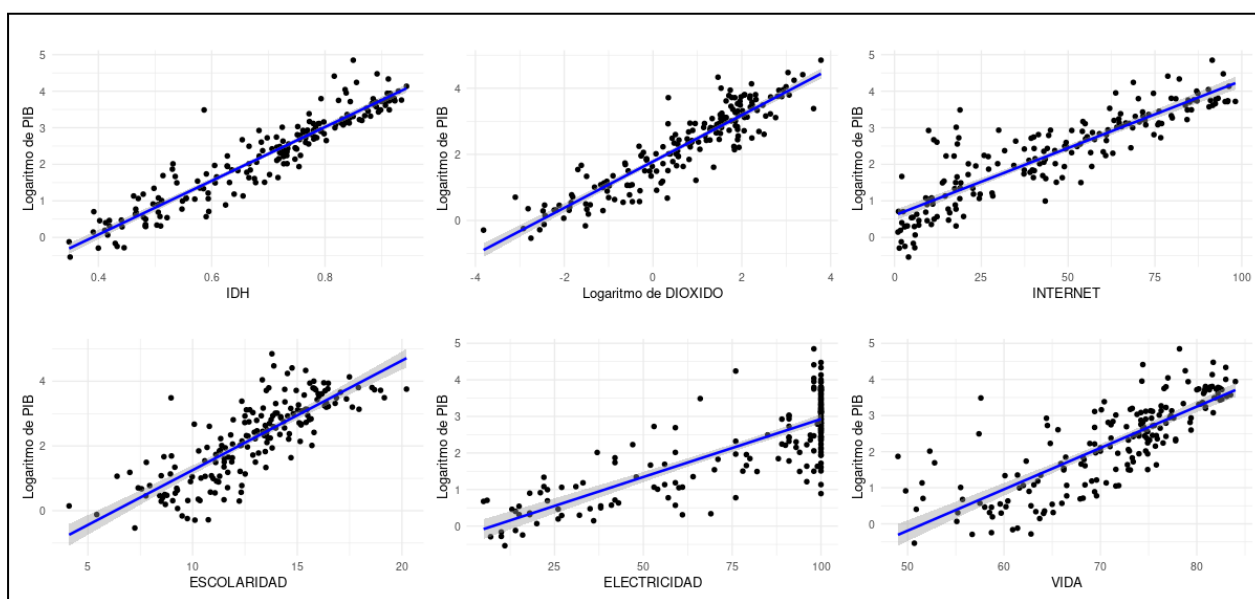 Logaritmo de PIB
5
4
3
2
1
0
0.4 0.6 0.8
IDH
Logaritmo de PIB
4
2
0
-4 -2 0 2 4
Logaritmo de DIOXIDO
Logaritmo de PIB
5
4
3
2
1
0
0 25 50 75 100
INTERNET
Logaritmo de PIB
4
2
0
5 10 15 20
ESCOLARIDAD
Logaritmo de PIB
5
4
3
2
1
0
25 50 75 100
ELECTRICIDAD
Logaritmo de PIB
5
4
3
2
1
0
50 60 70 80
VIDA